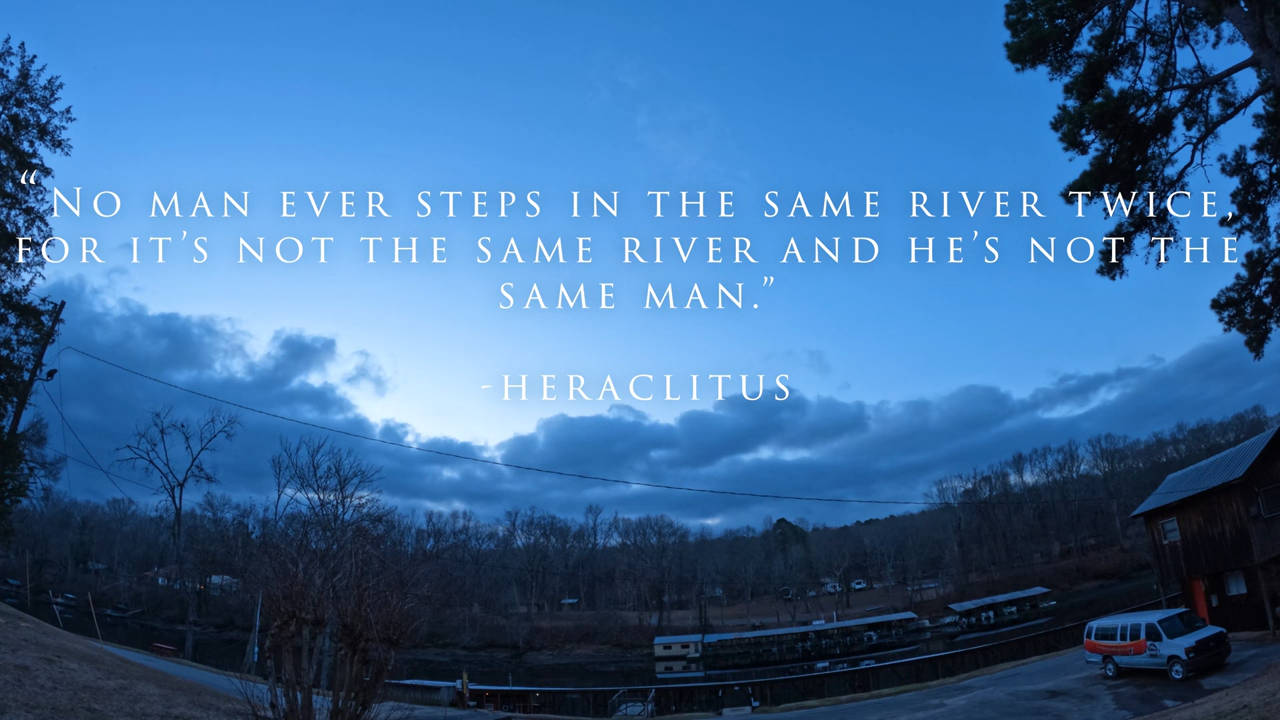 “No man ever steps in the same river twice,
for it’s not the same river and he’s not the
same man.”
-Heraclitus